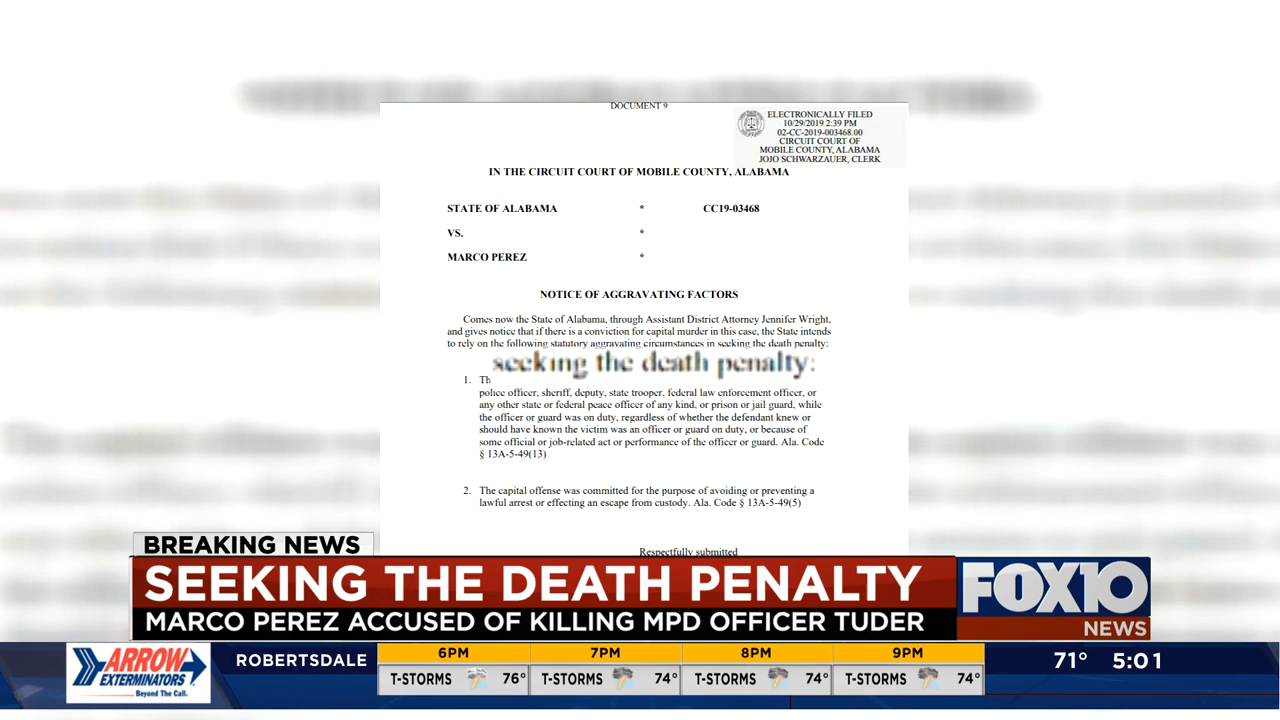 DOCUMENT 9
ELECTRONICALLY FILED
10/29/2019 2:39 PM
02-CC-2019-003468.00
CIRCUIT COURT OF
MOBILE COUNTY, ALABAMA
JOJO SCHWARZAUER, CLERK
IN THE CIRCUIT COURT OF MOBILE COUNTY, ALABAMA
STATE OF ALABAMA * CC19-03468
VS. *
MARCO PEREZ *
NOTICE OF AGGRAVATING FACTORS
Comes now the State of Alabama, through Assistant District Attorney Jennifer Wright,
and gives notice that if there is a conviction for capital murder in this case, the State intends
to rely on the following statutory aggravating circumstances in seeking the death penalty:
seeking the death penalty:
1. Th
police officer, sheriff, deputy, state trooper, federal law enforcement officer, or
any other state or federal peace officer of any kind, or prison or jail guard, while
the officer or guard was on duty, regardless of whether the defendant knew or
should have known the victim was an officer or guard on duty, or because of
some official or job-related act or performance of the officer or guard. Ala. Code
§ 13A-5-49(13)
2. The capital offense was committed for the purpose of avoiding or preventing a
lawful arrest or effecting an escape from custody. Ala. Code § 13A-5-49(5)
Respectfully submitted
BREAKING NEWS
SEEKING THE DEATH PENALTY
MARCO PEREZ ACCUSED OF KILLING MPD OFFICER TUDER
FOX10
NEWS
ARROW
EXTERMINATORS
Beyond The Call.
ROBERTSDALE
6PM 7PM 8PM 9PM
T-STORMS 76° T-STORMS 74° T-STORMS 74° T-STORMS 74°
71° 5:01